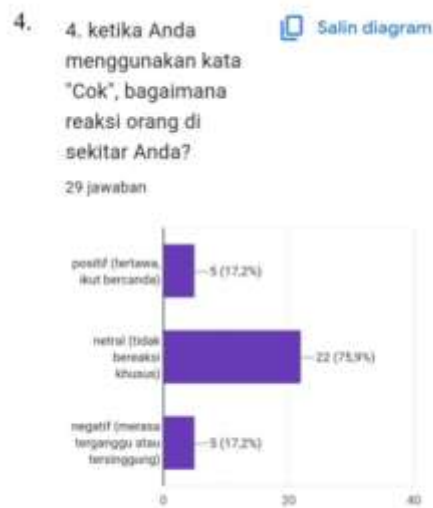 4.
4. ketika Anda
menggunakan kata
"Cok", bagaimana
reaksi orang di
sekitar Anda?
Salin diagram
29 jawaban
positif (tertawa,
ikut bercanda)
5 (17,2%)
netral (tidak
bereaksi
khusus)
22 (75,9%)
negatif (merasa
terganggu atau
tersinggung)
5 (17,2%)
0
20
40